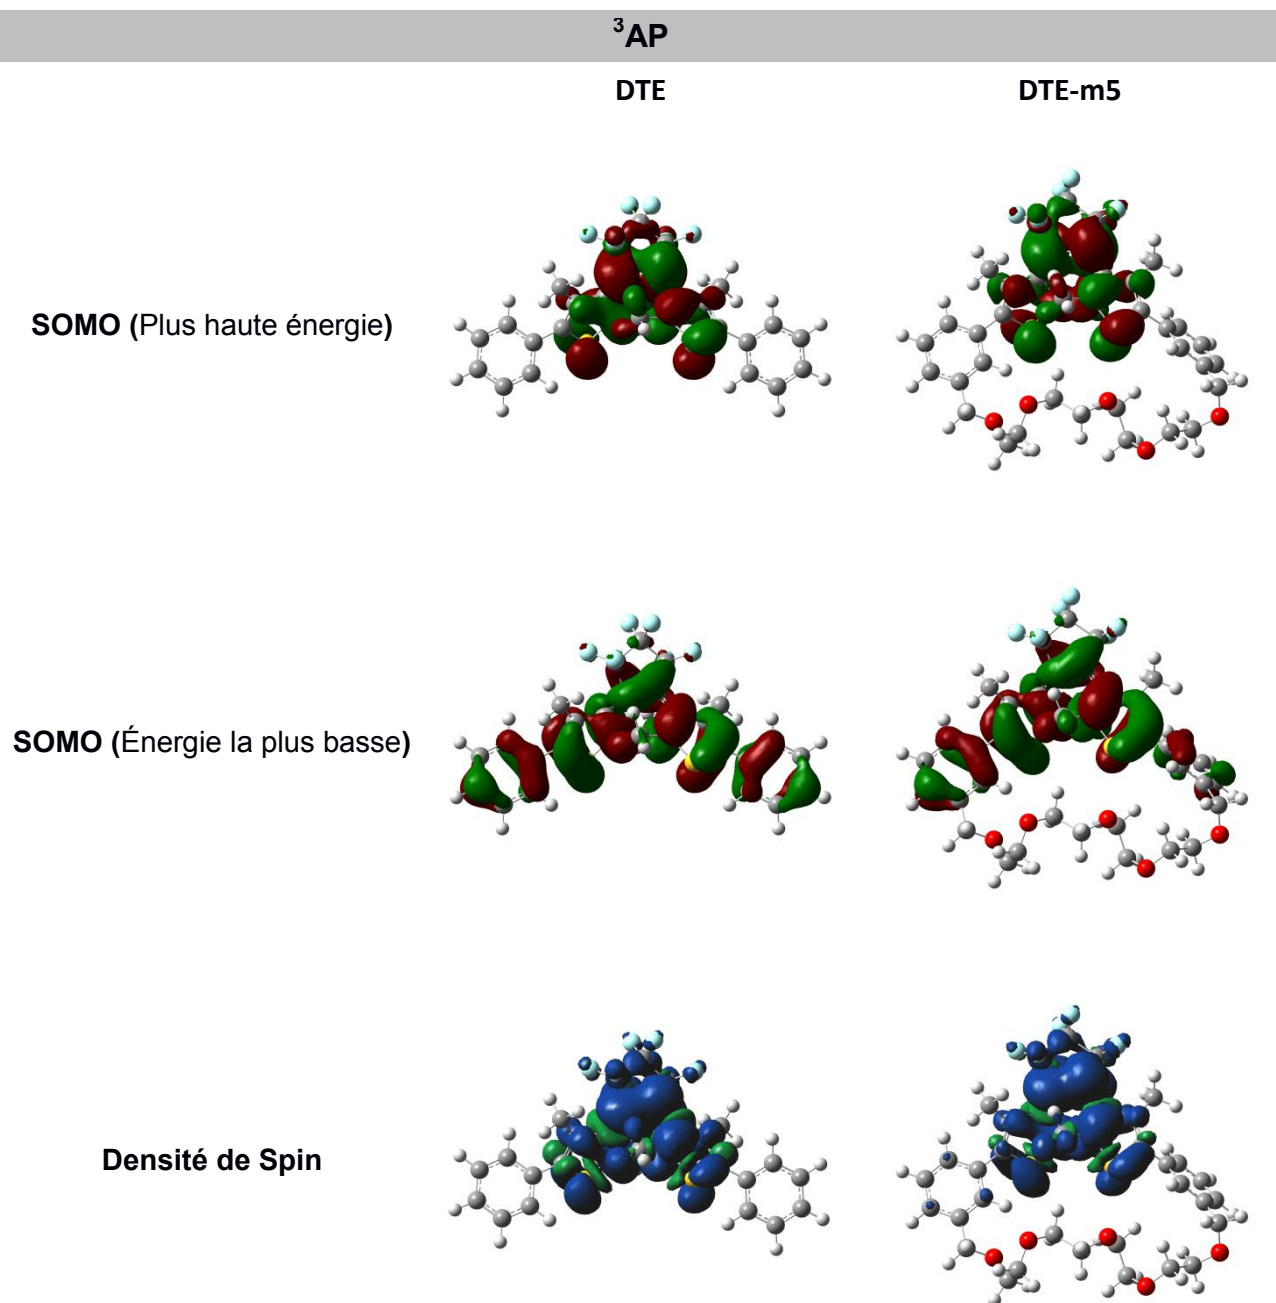 ³AP
DTE DTE-m5
SOMO (Plus haute énergie)
SOMO (Énergie la plus basse)
Densité de Spin